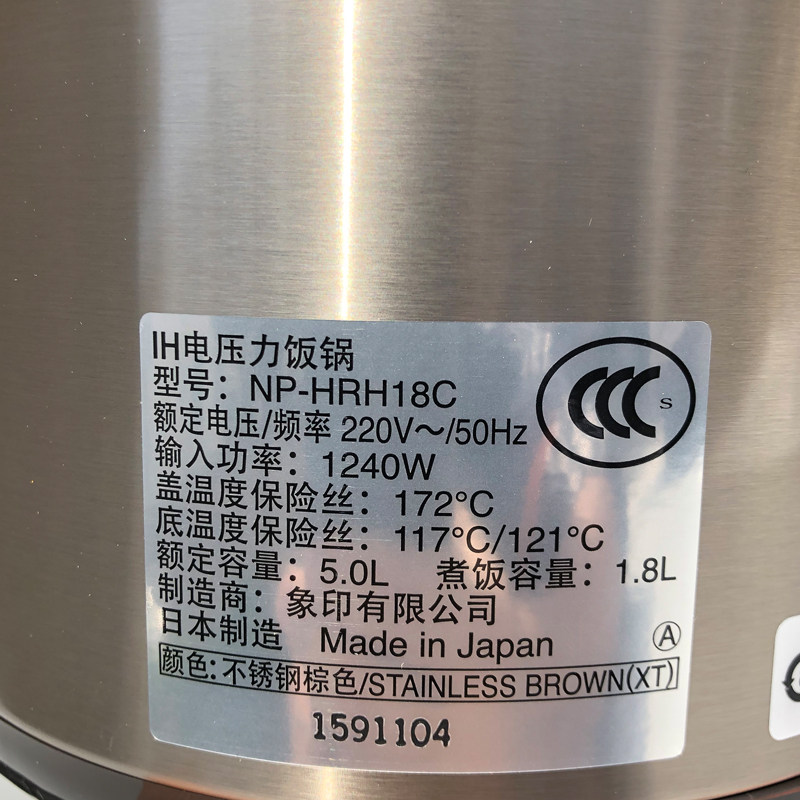 IH电压力饭锅
型号：NP-HRH18C
额定电压/频率 220V～/50Hz
输入功率：1240W
盖温度保险丝：172°C
底温度保险丝：117°C/121°C
额定容量：5.0L 煮饭容量：1.8L
制造商：象印有限公司
日本制造 Made in Japan Ⓐ
颜色:不锈钢棕色/STAINLESS BROWN(XT)
1591104
CCC S